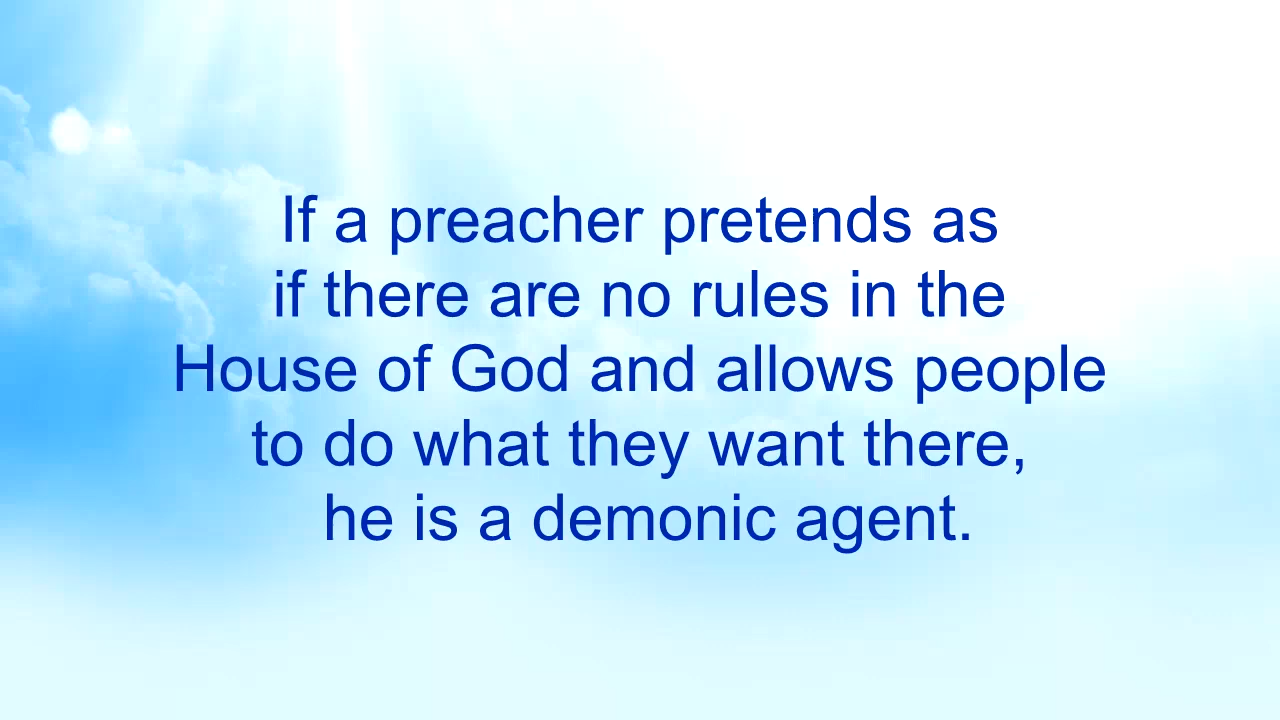 If a preacher pretends as
if there are no rules in the
House of God and allows people
to do what they want there,
he is a demonic agent.